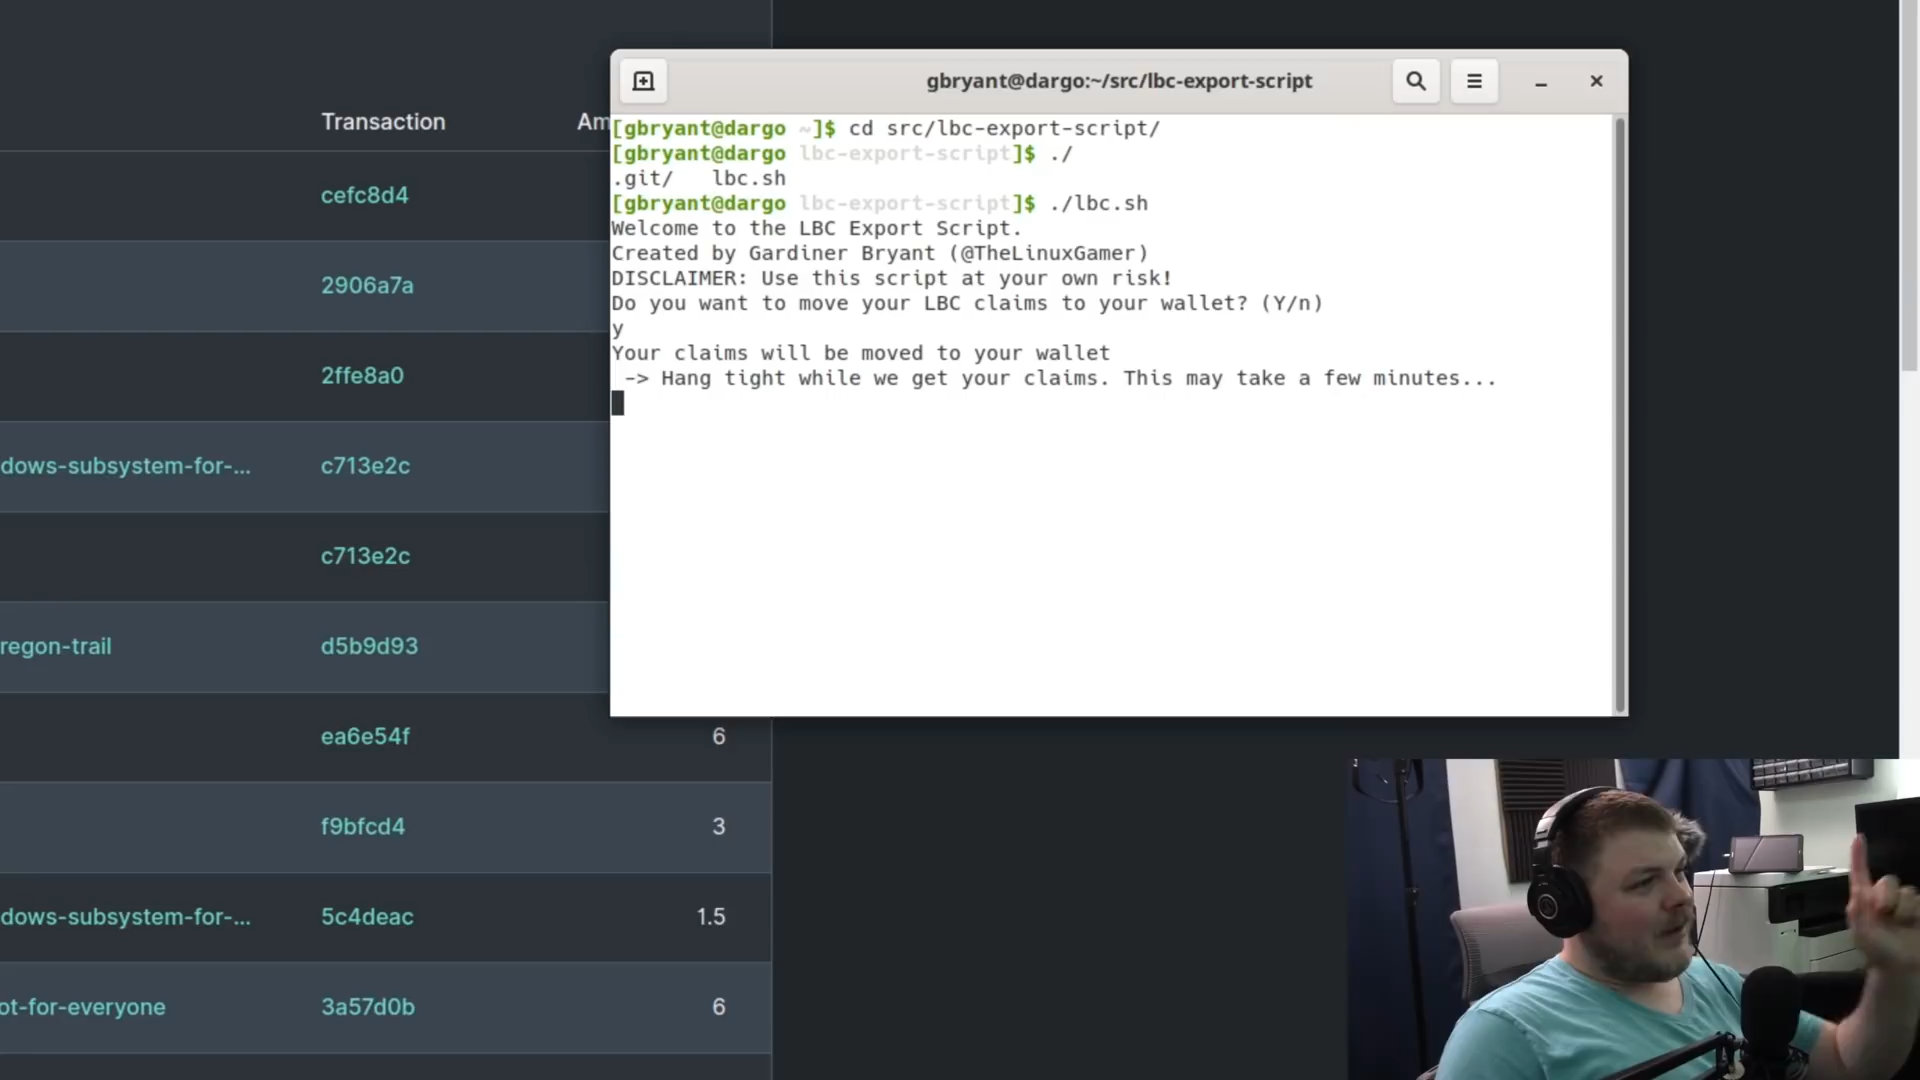 gbryant@dargo:~/src/lbc-export-script
[gbryant@dargo ~]$ cd src/lbc-export-script/
[gbryant@dargo lbc-export-script]$ ./
.git/   lbc.sh
[gbryant@dargo lbc-export-script]$ ./lbc.sh
Welcome to the LBC Export Script.
Created by Gardiner Bryant (@TheLinuxGamer)
DISCLAIMER: Use this script at your own risk!
Do you want to move your LBC claims to your wallet? (Y/n)
y
Your claims will be moved to your wallet
-> Hang tight while we get your claims. This may take a few minutes...
Transaction Am
cefc8d4
2906a7a
2ffe8a0
dows-subsystem-for-... c713e2c
c713e2c
regon-trail d5b9d93
ea6e54f 6
f9bfcd4 3
dows-subsystem-for-... 5c4deac 1.5
ot-for-everyone 3a57d0b 6